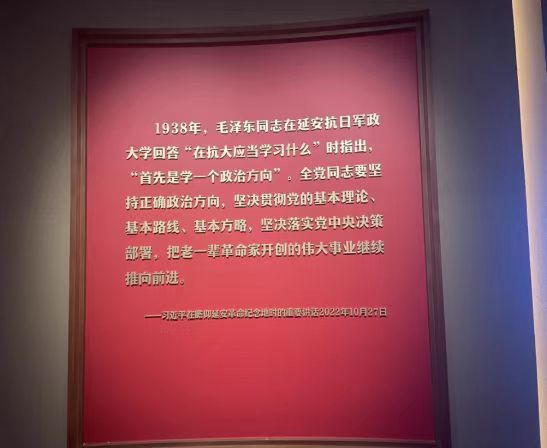 1938年，毛泽东同志在延安抗日军政
大学回答“在抗大应当学习什么”时指出，
“首先是学一个政治方向”。全党同志要坚
持正确政治方向，坚决贯彻党的基本理论、
基本路线、基本方略，坚决落实党中央决策
部署，把老一辈革命家开创的伟大事业继续
推向前进。
——习近平在瞻仰延安革命纪念地时的重要讲话2022年10月27日